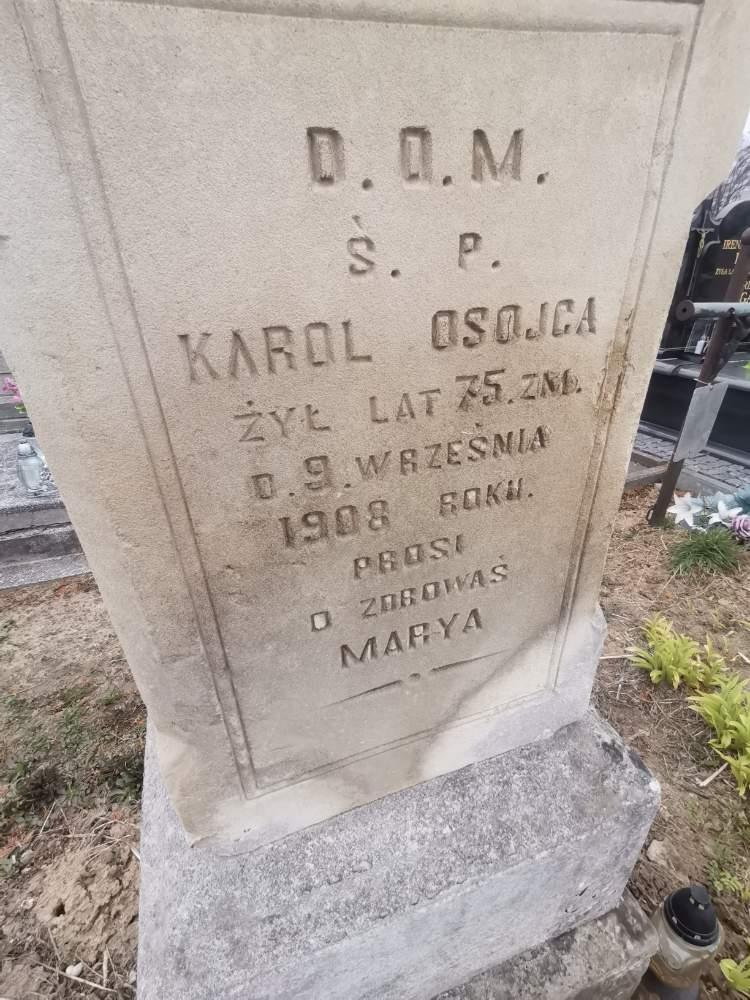 D.O.M.
Ś. P.
KAROL OSOJCA
ŻYŁ LAT 75. ZM.
D. 9. WRZEŚNIA
1908 ROKU.
PROSI
O ZDROWAŚ
MARYA